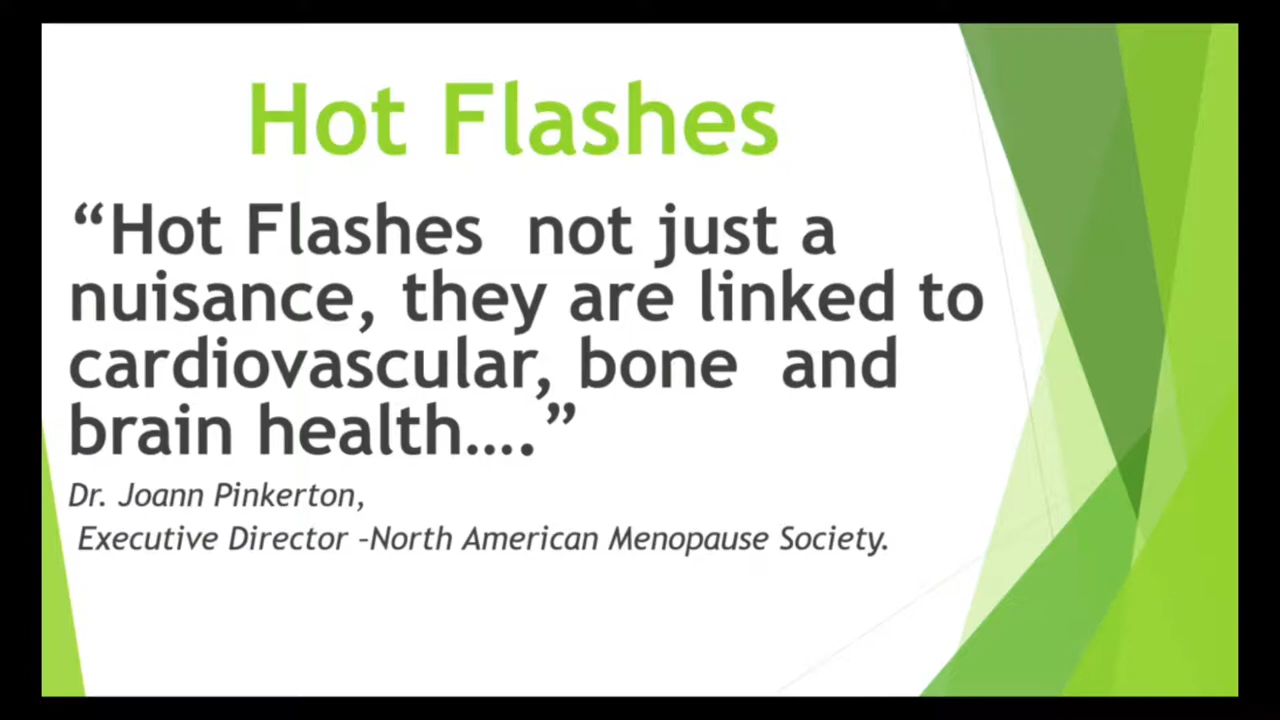 Hot Flashes
“Hot Flashes  not just a
nuisance, they are linked to
cardiovascular, bone  and
brain health….”
Dr. Joann Pinkerton,
Executive Director –North American Menopause Society.